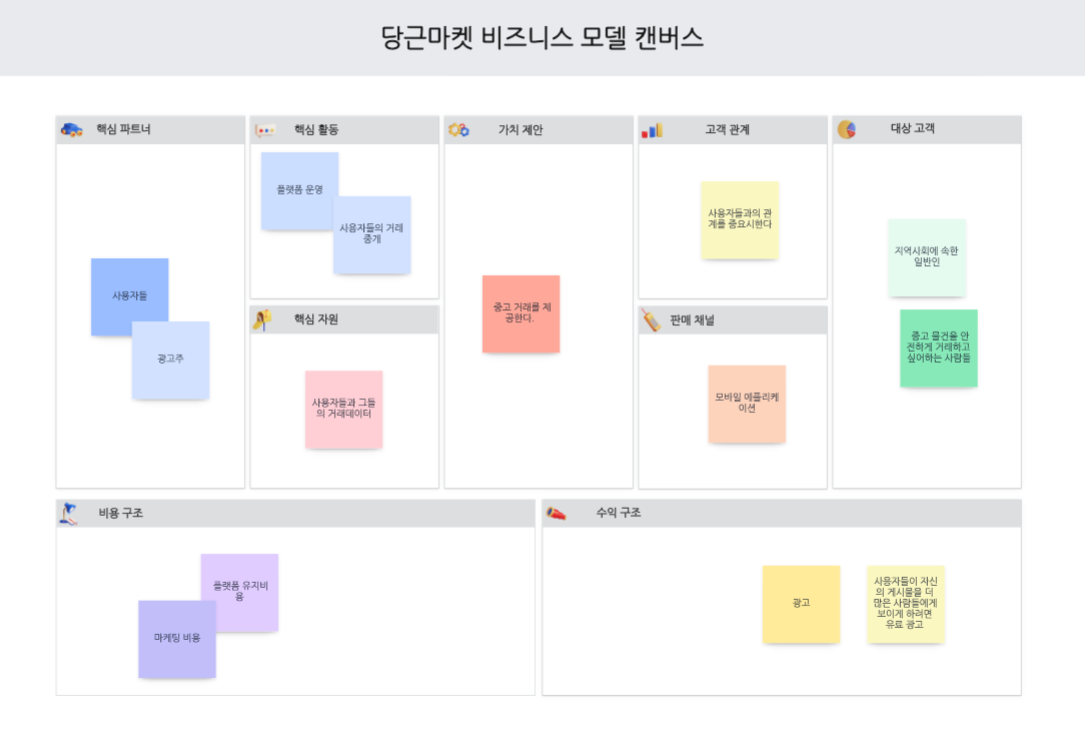 당근마켓 비즈니스 모델 캔버스
핵심 파트너
사용자들
광고주
핵심 활동
플랫폼 운영
사용자들의 거래
중개
핵심 자원
사용자들과 그들
의 거래데이터
가치 제안
중고 거래를 제
공한다.
고객 관계
사용자들과의 관
계를 중요시한다
판매 채널
모바일 애플리케
이션
대상 고객
지역사회에 속한
일반인
중고 물건을 안
전하게 거래하고
싶어하는 사람들
비용 구조
플랫폼 유지비
용
마케팅 비용
수익 구조
광고
사용자들이 자신
의 게시물을 더
많은 사람들에게
보이게 하려면
유료 광고